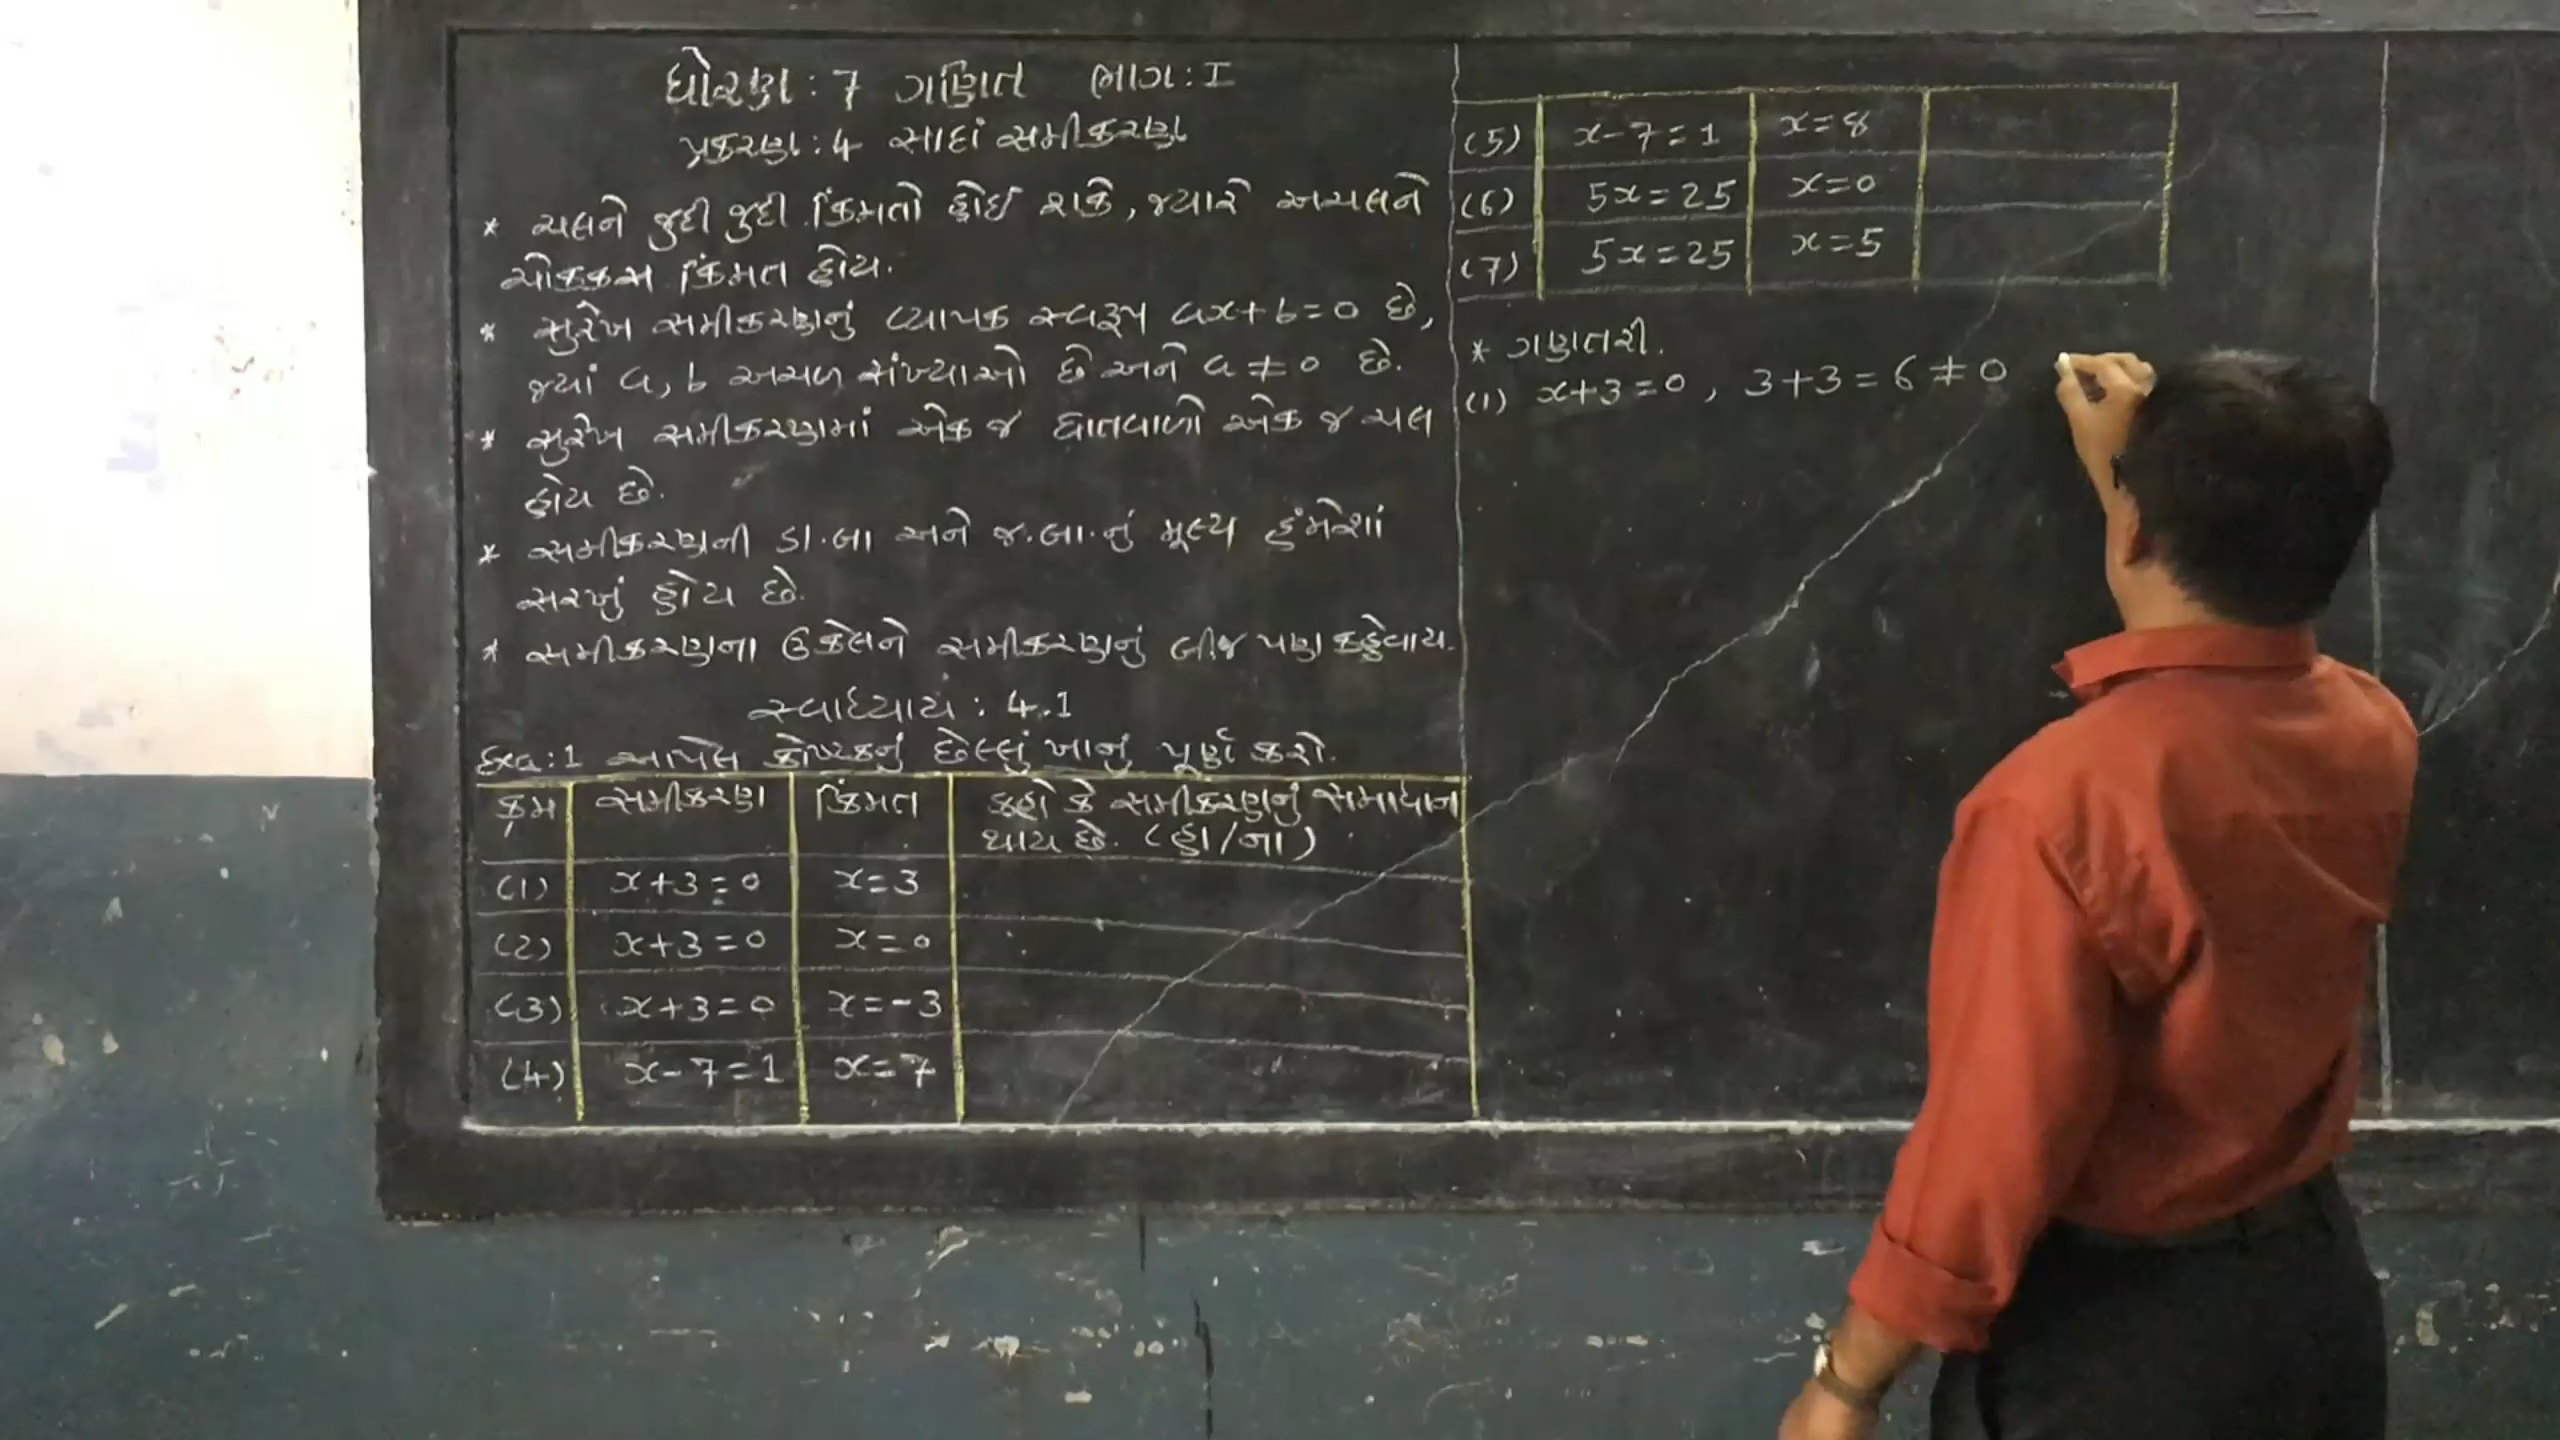 ધોરણ : 7 ગણિત ભાગ : I
પ્રકરણ : 4 સાદાં સમીકરણ
* ચલને જુદી જુદી કિંમતો હોઈ શકે, જ્યારે અચલને
ચોક્કસ કિંમત હોય.
* સુરેખ સમીકરણનું વ્યાપક સ્વરૂપ ax+b=0 છે,
જ્યાં a, b અચળ સંખ્યાઓ છે અને a ≠ 0 છે.
* સુરેખ સમીકરણમાં એક જ ઘાતવાળો એક જ ચલ
હોય છે.
* સમીકરણની ડા.બા અને જ.બા.નું મૂલ્ય હંમેશાં
સરખું હોય છે.
* સમીકરણના ઉકેલને સમીકરણનું બીજ પણ કહેવાય.
સ્વાધ્યાય : 4.1
Exa:1 આપેલ કોષ્ટકનું છેલ્લું ખાનું પૂર્ણ કરો.
ક્રમ સમીકરણ કિંમત કહો કે સમીકરણનું સમાધાન
થાય છે. (હા/ના)
(1) x+3=0 x=3
(2) x+3=0 x=0
(3) x+3=0 x=-3
(4) x-7=1 x=7
(5) x-7=1 x=8
(6) 5x=25 x=0
(7) 5x=25 x=5
* ગણતરી.
(1) x+3=0, 3+3=6≠0